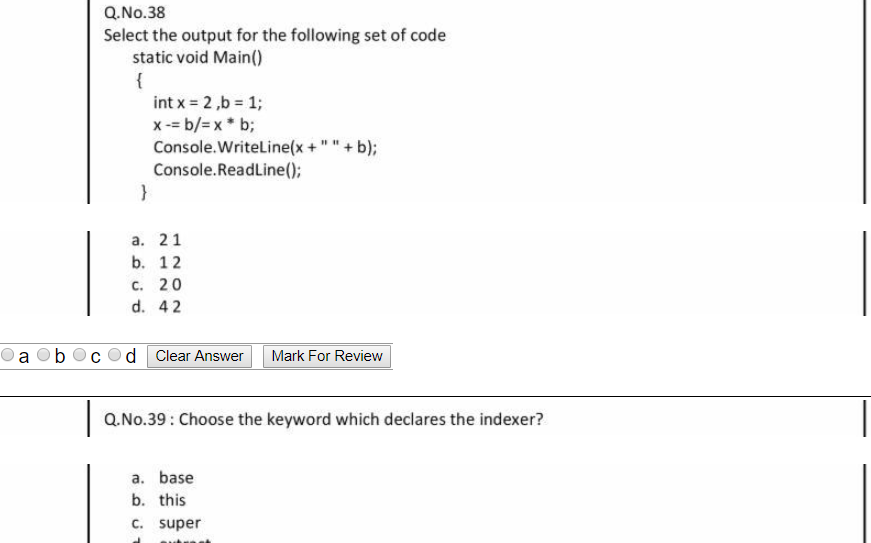 Q.No.38
Select the output for the following set of code
static void Main()
{
int x = 2 ,b = 1;
x -= b/= x * b;
Console.WriteLine(x + " " + b);
Console.ReadLine();
}
a. 2 1
b. 1 2
c. 2 0
d. 4 2
a b c d Clear Answer Mark For Review
Q.No.39 : Choose the keyword which declares the indexer?
a. base
b. this
c. super